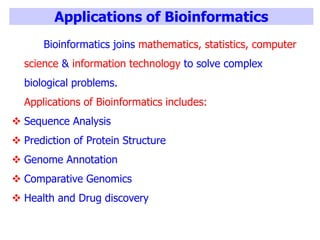 Applications of Bioinformatics
Bioinformatics joins mathematics, statistics, computer
science & information technology to solve complex
biological problems.
Applications of Bioinformatics includes:
❖ Sequence Analysis
❖ Prediction of Protein Structure
❖ Genome Annotation
❖ Comparative Genomics
❖ Health and Drug discovery